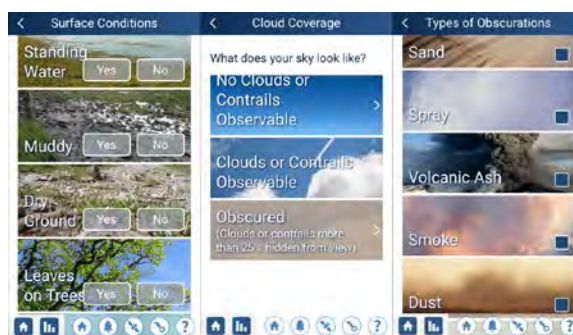 Surface Conditions
Standing
Water
Yes
No
Muddy
Yes
No
Dry
Ground
Yes
No
Leaves
on Trees
Yes
No
?
Cloud Coverage
What does your sky look like?
No Clouds or
Contrails
Observable
Clouds or Contrails
Observable
Obscured
(Clouds or contrails more
than 25% hidden from view)
?
Types of Obscurations
Sand
Spray
Volcanic Ash
Smoke
Dust
?